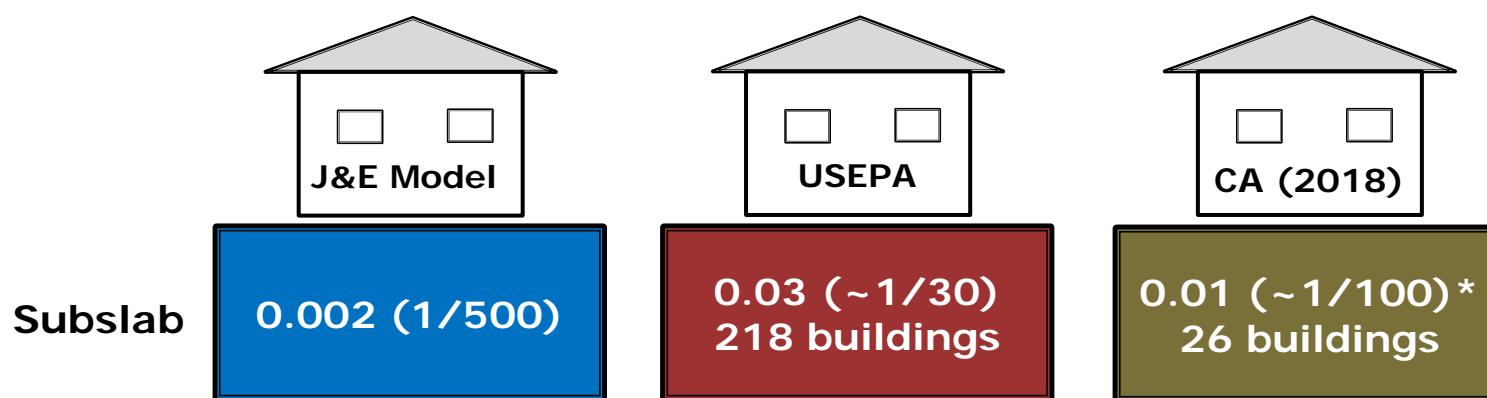 J&E Model
USEPA
CA (2018)
Subslab
0.002 (1/500)
0.03 (~1/30)
218 buildings
0.01 (~1/100)*
26 buildings